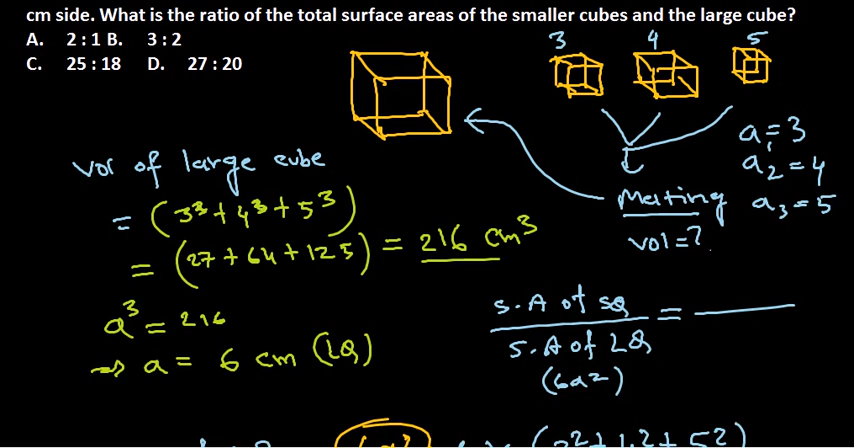 cm side. What is the ratio of the total surface areas of the smaller cubes and the large cube?
A. 2 : 1 B. 3 : 2
C. 25 : 18 D. 27 : 20
3 4 5
a₁ = 3
a₂ = 4
a₃ = 5
Melting
vol = ?
vol of large cube
= (3³ + 4³ + 5³)
= (27 + 64 + 125) = 216 cm³
a³ = 216
⇒ a = 6 cm (LQ)
S.A of SQ
S.A of LQ
=
(6a²)